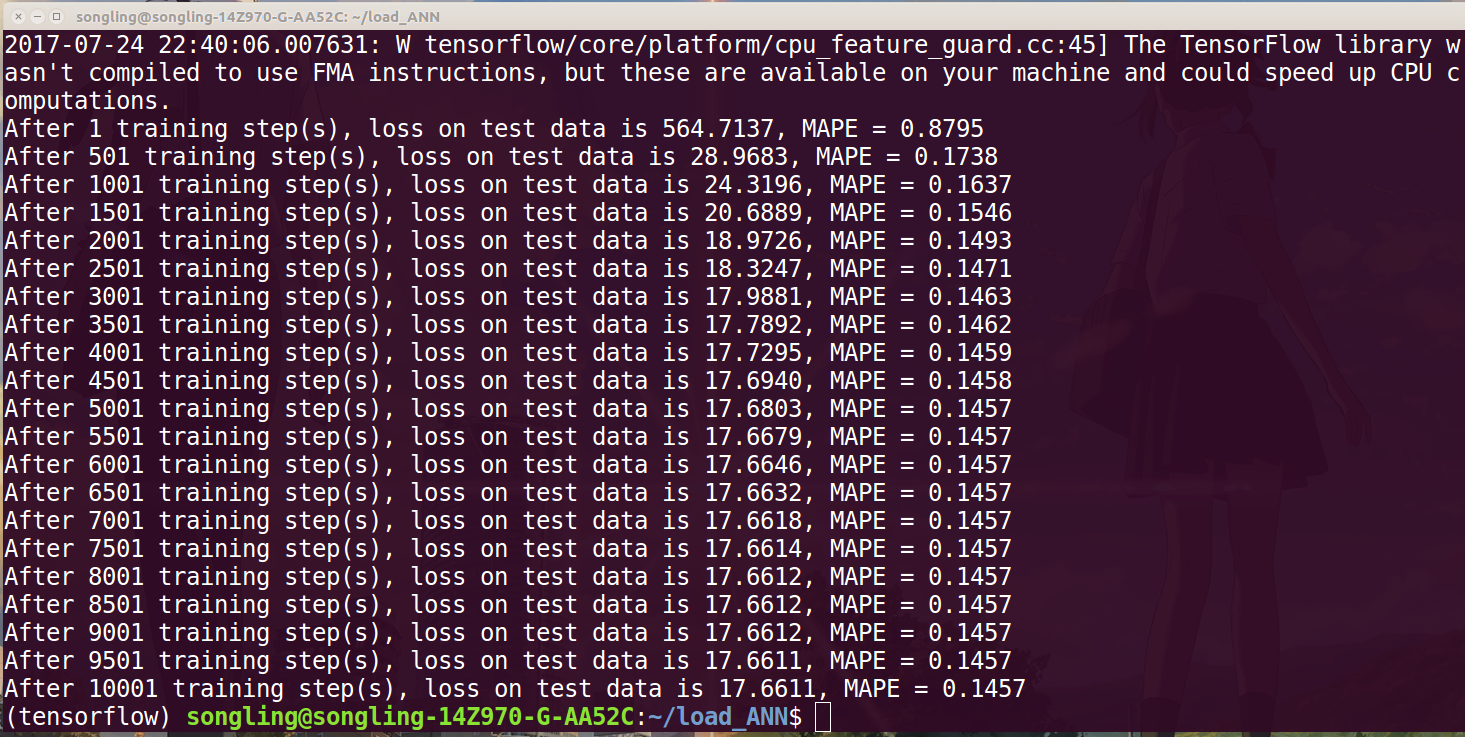 songling@songling-14Z970-G-AA52C: ~/load_ANN
2017-07-24 22:40:06.007631: W tensorflow/core/platform/cpu_feature_guard.cc:45] The TensorFlow library w
asn't compiled to use FMA instructions, but these are available on your machine and could speed up CPU c
omputations.
After 1 training step(s), loss on test data is 564.7137, MAPE = 0.8795
After 501 training step(s), loss on test data is 28.9683, MAPE = 0.1738
After 1001 training step(s), loss on test data is 24.3196, MAPE = 0.1637
After 1501 training step(s), loss on test data is 20.6889, MAPE = 0.1546
After 2001 training step(s), loss on test data is 18.9726, MAPE = 0.1493
After 2501 training step(s), loss on test data is 18.3247, MAPE = 0.1471
After 3001 training step(s), loss on test data is 17.9881, MAPE = 0.1463
After 3501 training step(s), loss on test data is 17.7892, MAPE = 0.1462
After 4001 training step(s), loss on test data is 17.7295, MAPE = 0.1459
After 4501 training step(s), loss on test data is 17.6940, MAPE = 0.1458
After 5001 training step(s), loss on test data is 17.6803, MAPE = 0.1457
After 5501 training step(s), loss on test data is 17.6679, MAPE = 0.1457
After 6001 training step(s), loss on test data is 17.6646, MAPE = 0.1457
After 6501 training step(s), loss on test data is 17.6632, MAPE = 0.1457
After 7001 training step(s), loss on test data is 17.6618, MAPE = 0.1457
After 7501 training step(s), loss on test data is 17.6614, MAPE = 0.1457
After 8001 training step(s), loss on test data is 17.6612, MAPE = 0.1457
After 8501 training step(s), loss on test data is 17.6612, MAPE = 0.1457
After 9001 training step(s), loss on test data is 17.6612, MAPE = 0.1457
After 9501 training step(s), loss on test data is 17.6611, MAPE = 0.1457
After 10001 training step(s), loss on test data is 17.6611, MAPE = 0.1457
(tensorflow) songling@songling-14Z970-G-AA52C:~/load_ANN$